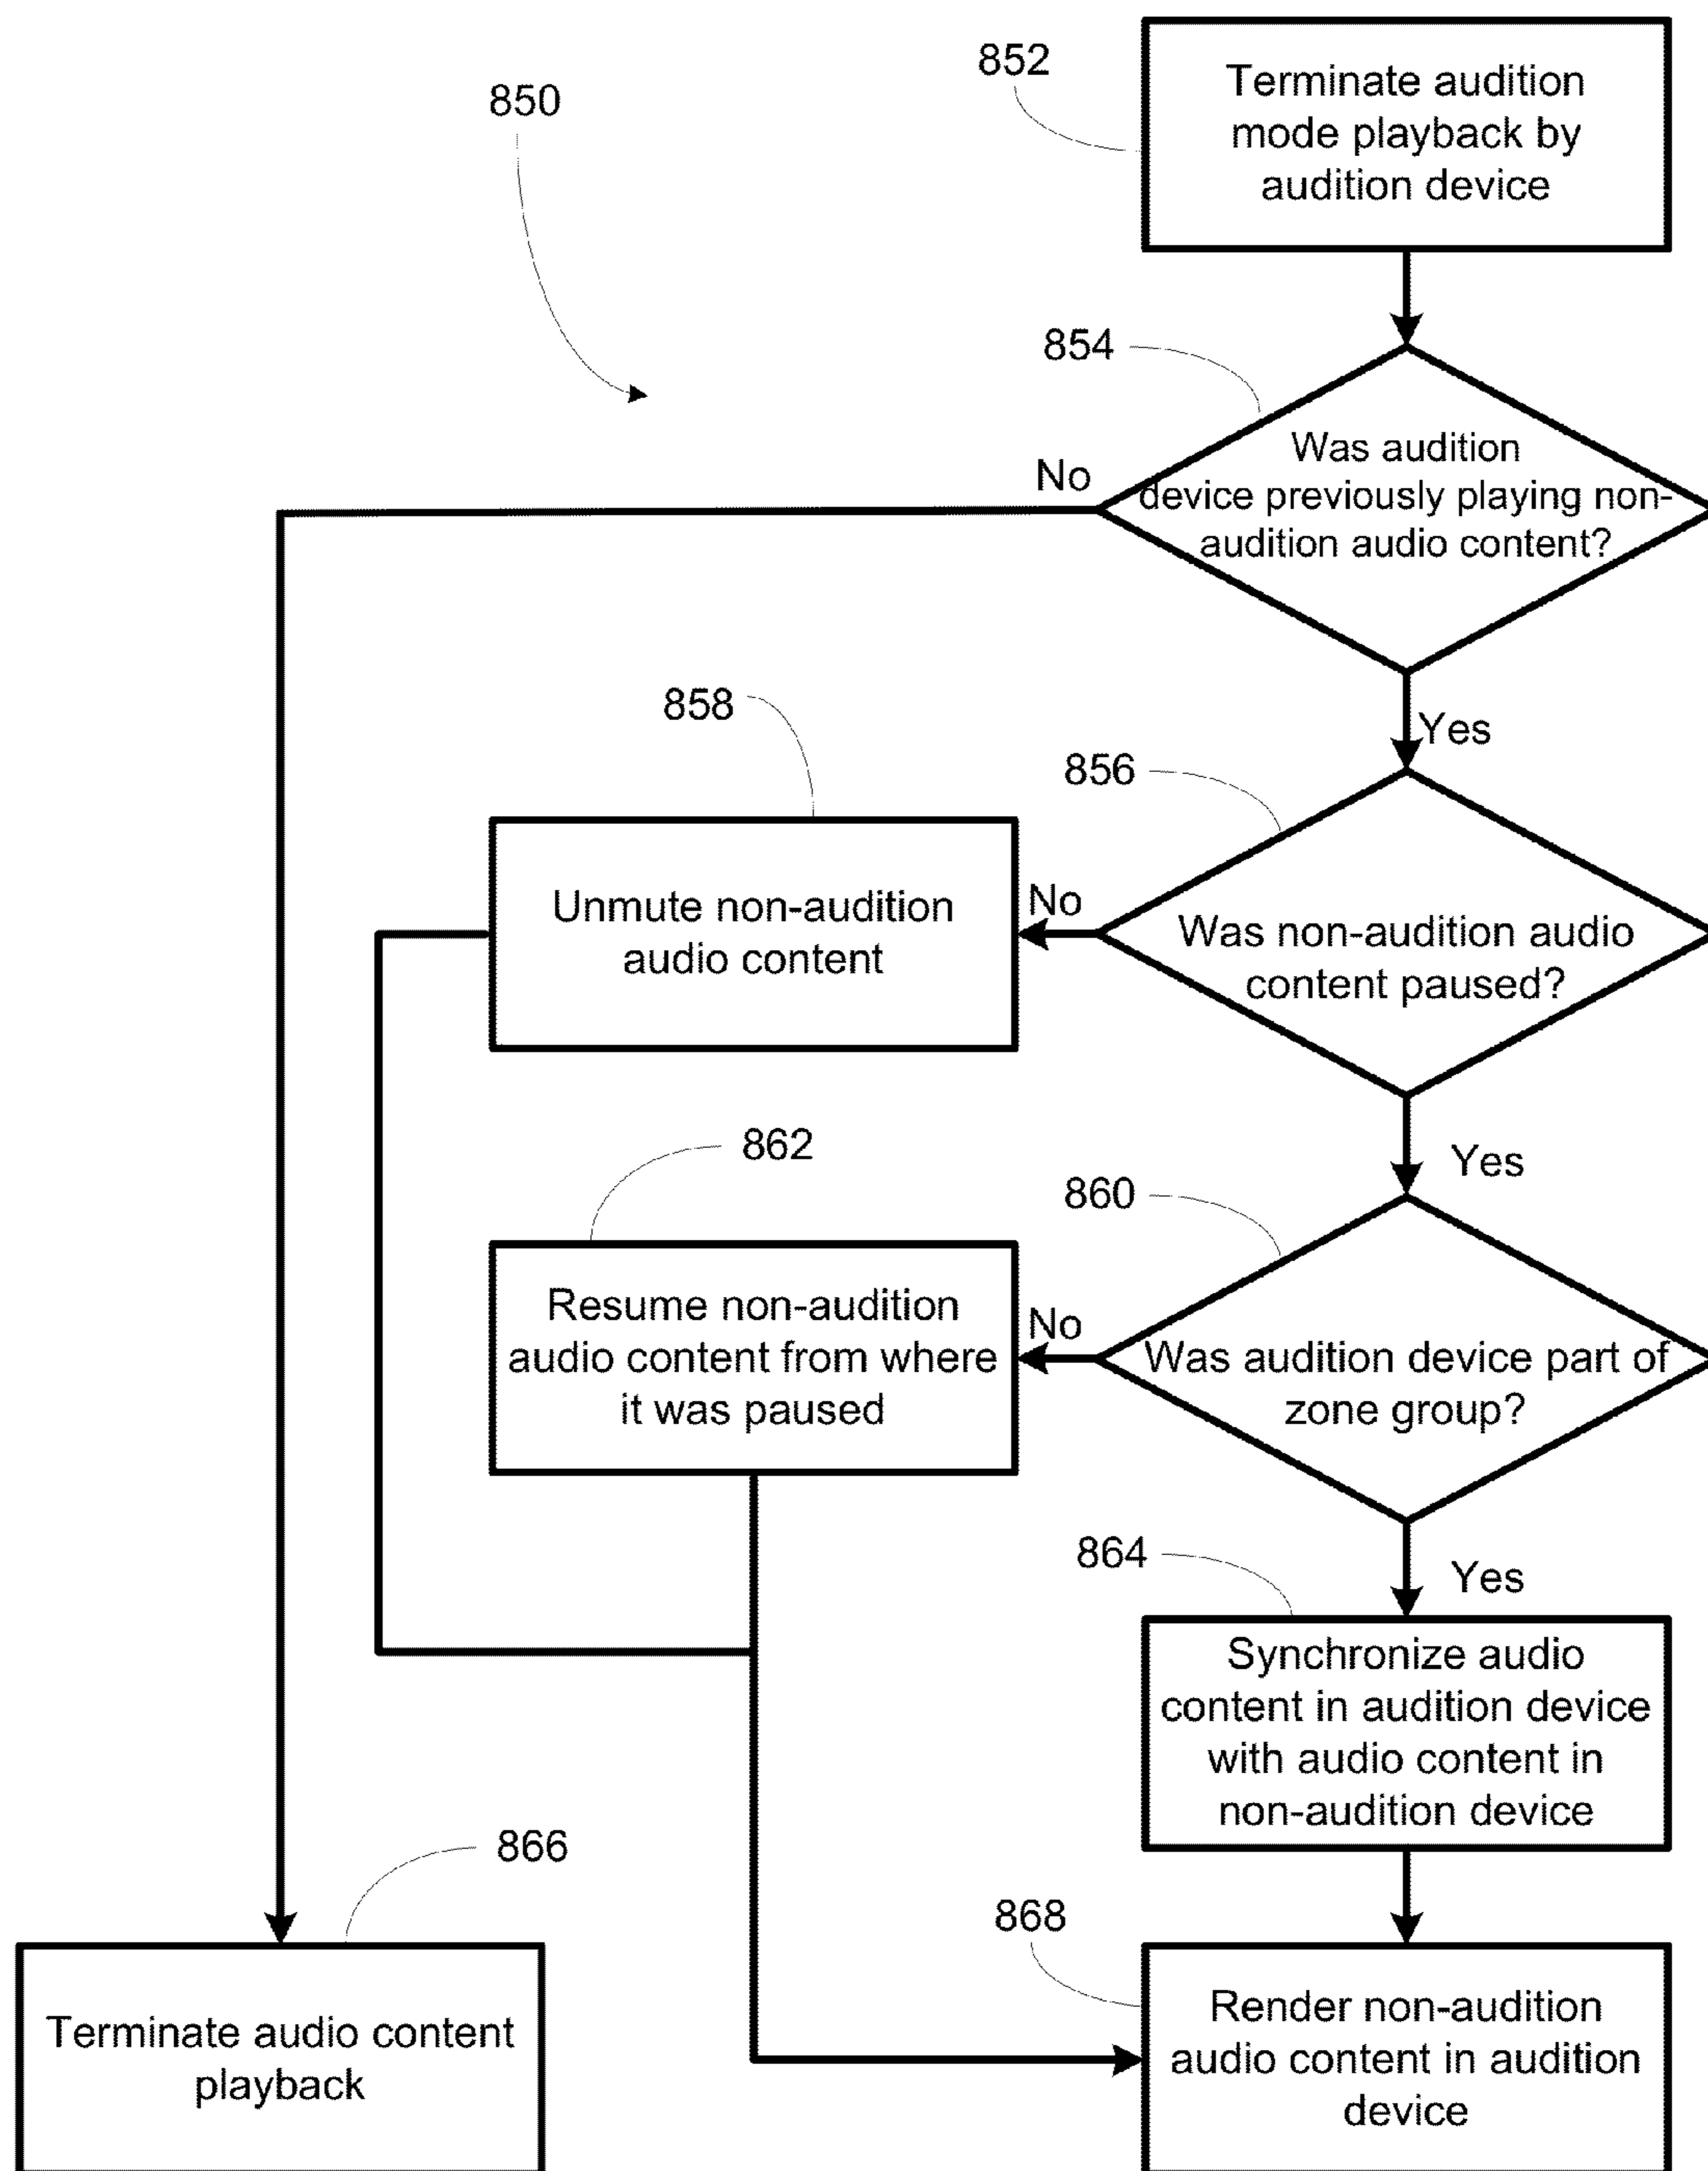 852
Terminate audition
mode playback by
audition device
850
854
Was audition
device previously playing non-
audition audio content?
No
Yes
858
856
Unmute non-audition
audio content
No
Was non-audition audio
content paused?
862
Yes
860
Resume non-audition
audio content from where
it was paused
No
Was audition device part of
zone group?
864
Yes
Synchronize audio
content in audition device
with audio content in
non-audition device
866
868
Terminate audio content
playback
Render non-audition
audio content in audition
device